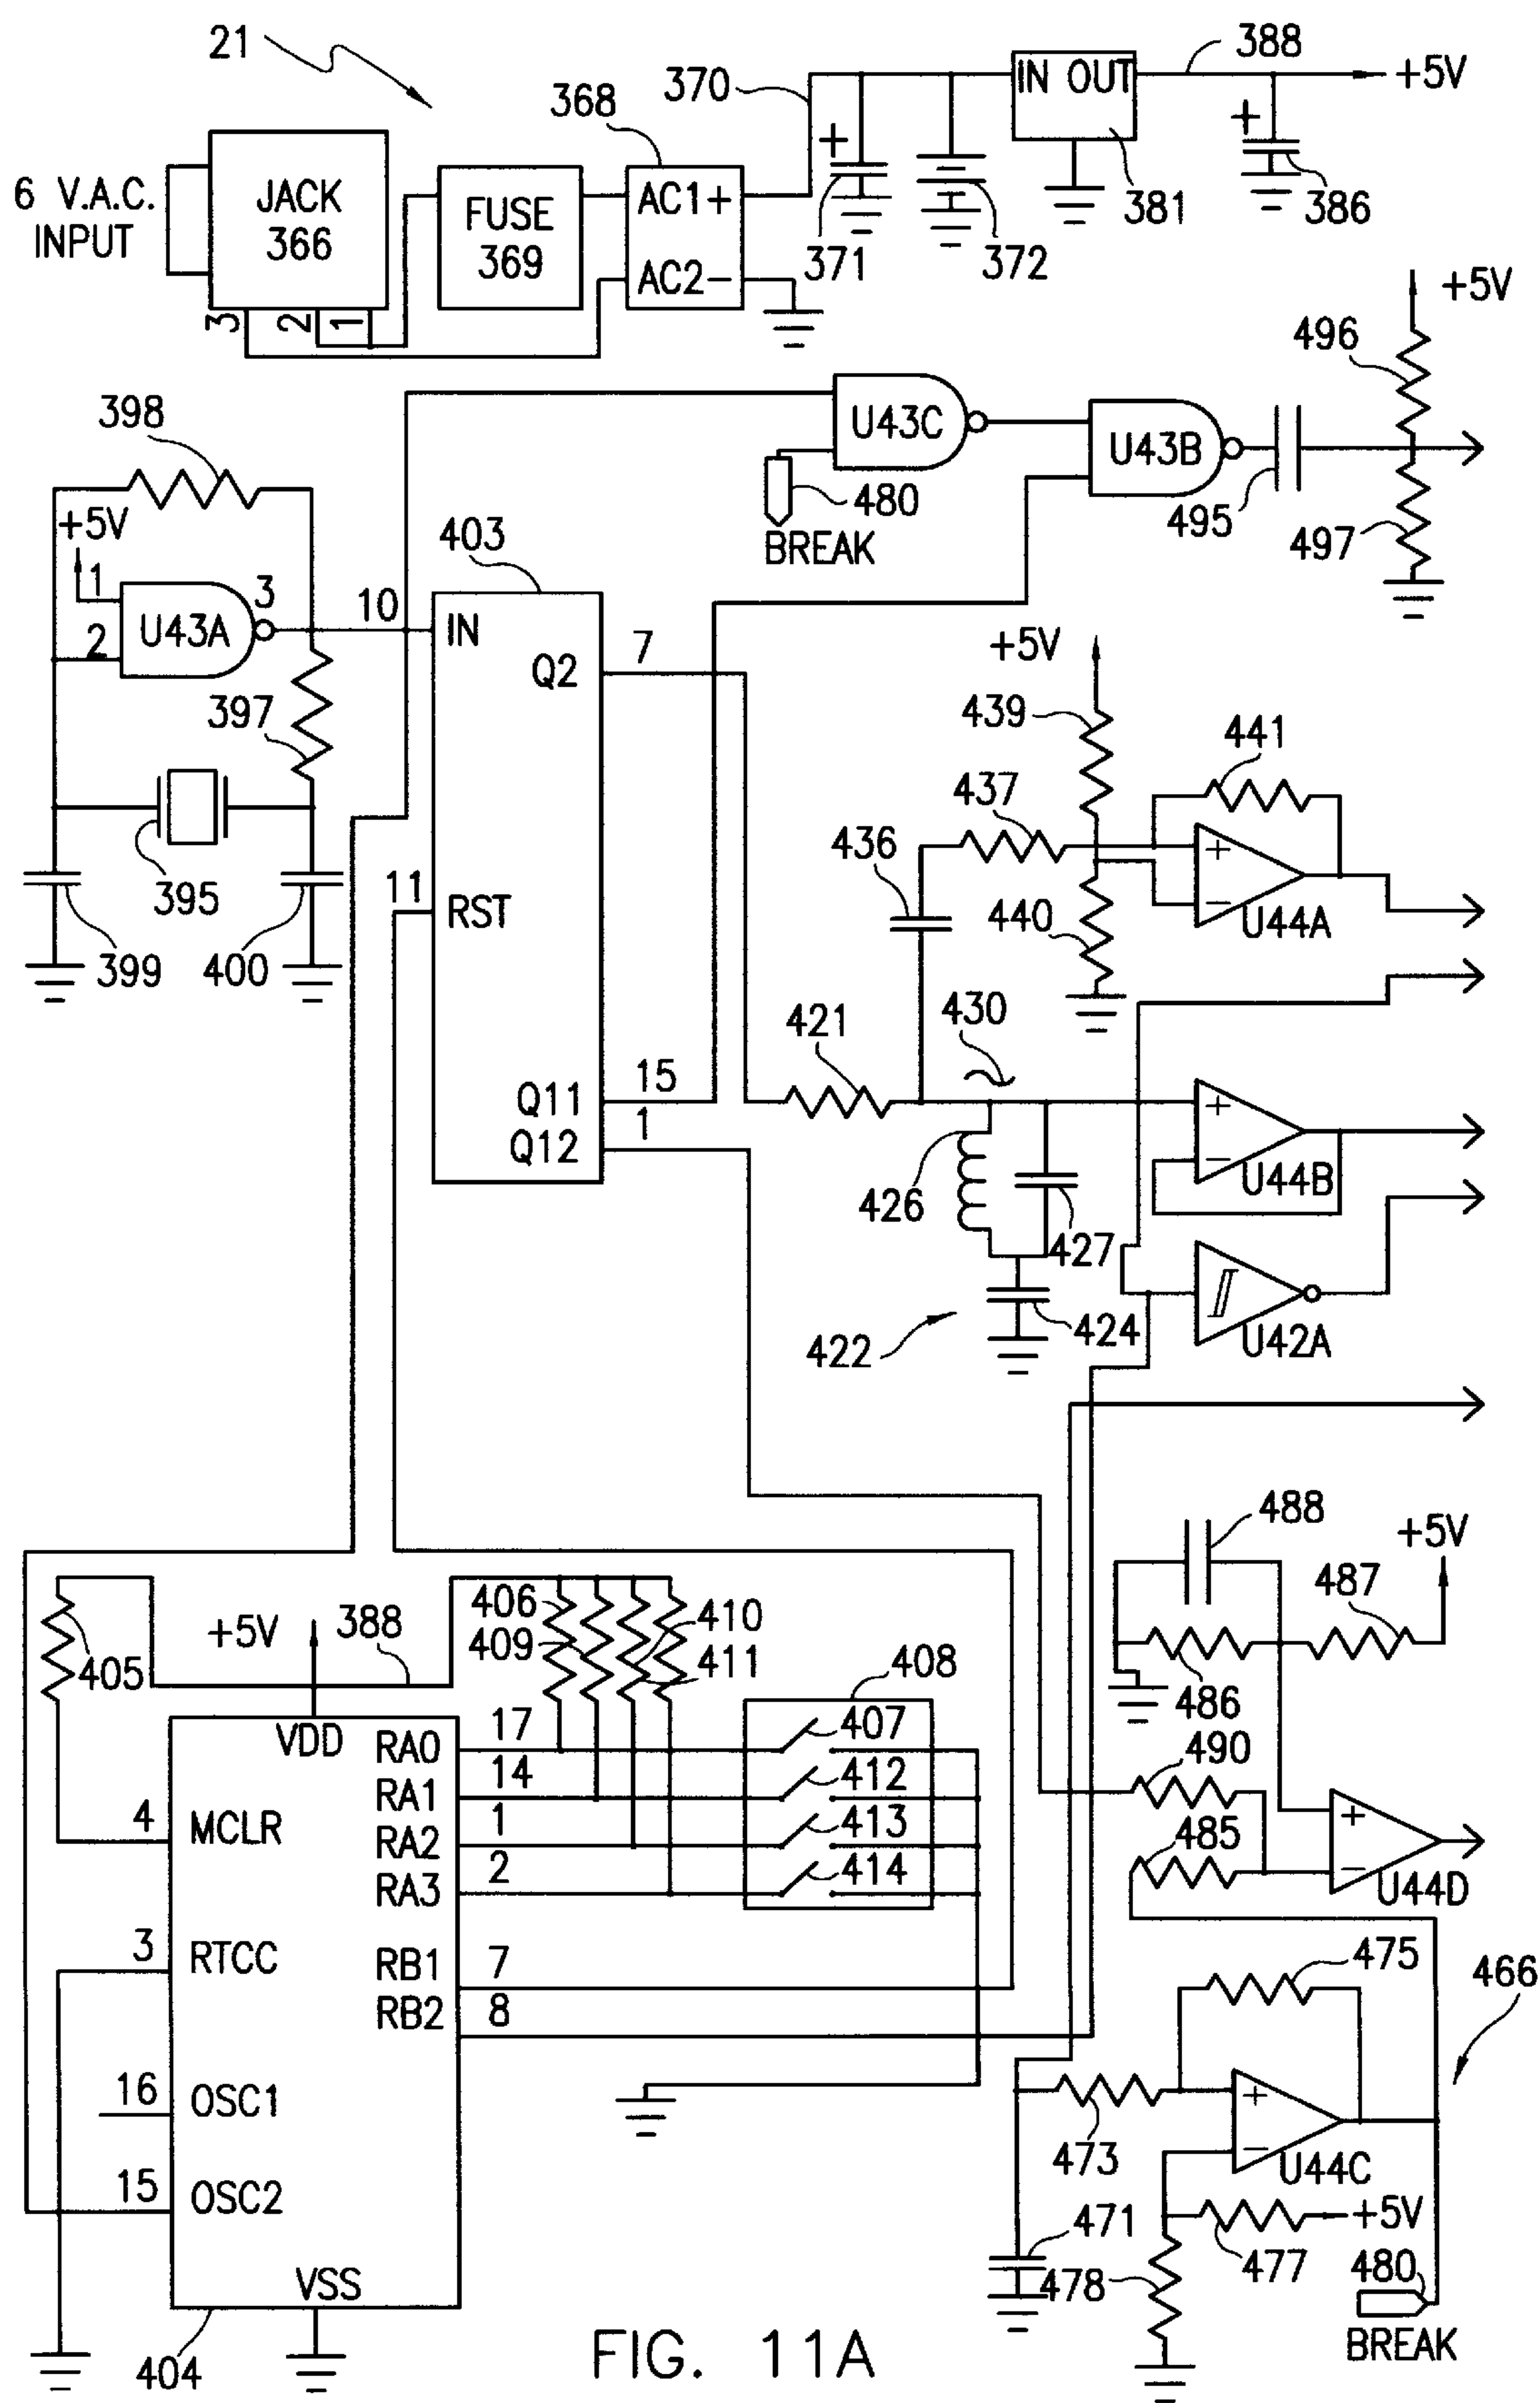 21
6 V.A.C.
INPUT
JACK
366
3
2
1
FUSE
369
368
AC1+
AC2-
370
+
371
372
IN OUT
381
388
+5V
+
386
+5V
496
497
495
U43C
U43B
480
BREAK
398
+5V
1
2
3
U43A
10
397
395
399
400
403
IN
Q2
7
11
RST
Q11
15
Q12
1
+5V
439
437
441
436
440
+
−
U44A
421
430
+
−
U44B
426
427
424
422
U42A
488
+5V
487
486
490
485
+
−
U44D
405
+5V
388
406
409
410
411
408
VDD
RA0
17
407
RA1
14
412
RA2
1
413
RA3
2
414
4
MCLR
3
RTCC
RB1
7
RB2
8
16
OSC1
15
OSC2
VSS
404
475
466
473
+
−
U44C
471
478
477
+5V
480
BREAK
FIG. 11A